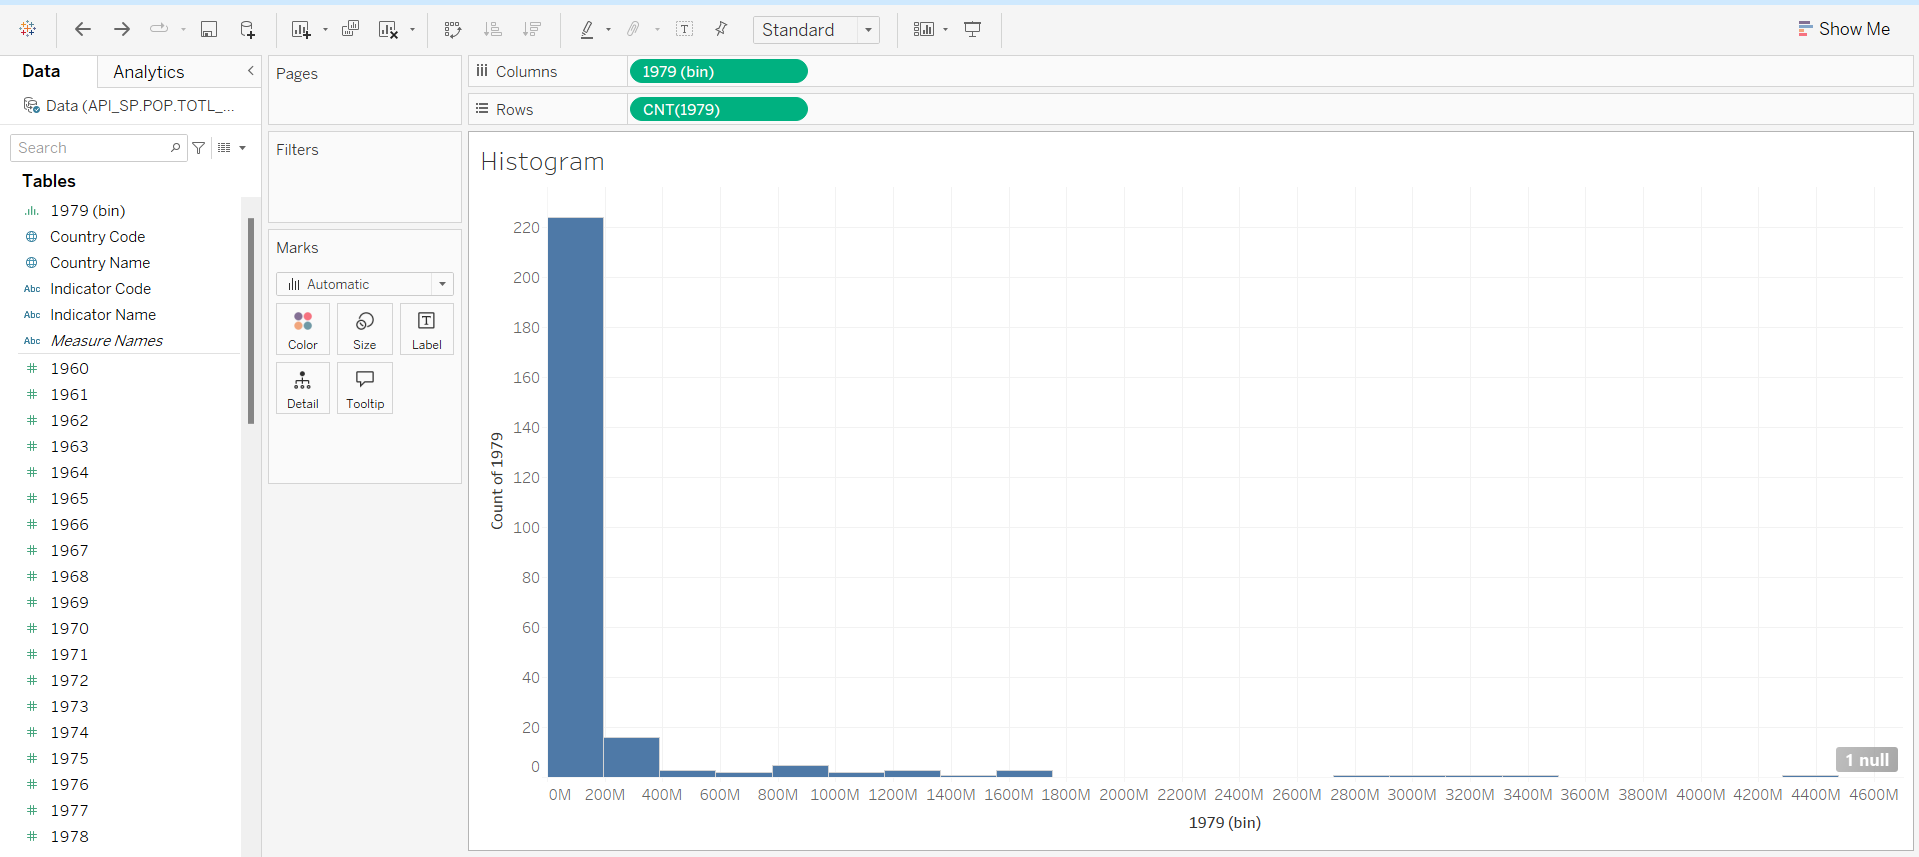 Standard
Show Me
Data
Analytics
Data (API_SP.POP.TOTL_...
Search
Tables
1979 (bin)
Country Code
Country Name
Abc Indicator Code
Abc Indicator Name
Abc Measure Names
1960
1961
1962
1963
1964
1965
1966
1967
1968
1969
1970
1971
1972
1973
1974
1975
1976
1977
1978
Pages
Filters
Marks
Automatic
Color
Size
Label
Detail
Tooltip
Columns
1979 (bin)
Rows
CNT(1979)
Histogram
220
200
180
160
140
120
100
80
60
40
20
0
Count of 1979
1 null
0M 200M 400M 600M 800M 1000M 1200M 1400M 1600M 1800M 2000M 2200M 2400M 2600M 2800M 3000M 3200M 3400M 3600M 3800M 4000M 4200M 4400M 4600M
1979 (bin)